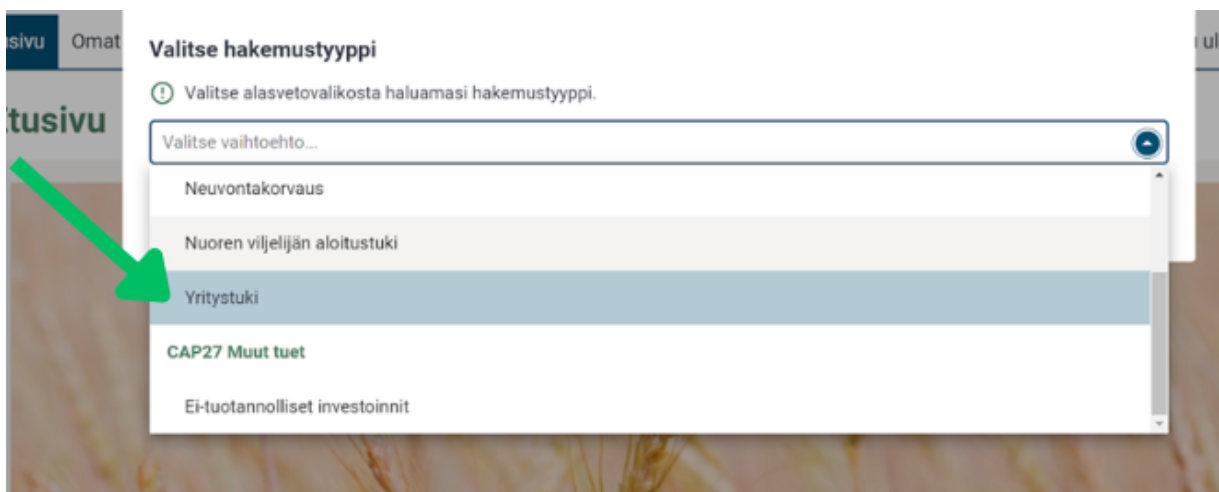 Omat
Valitse hakemustyyppi
Valitse alasvetovalikosta haluamasi hakemustyyppi.
Valitse vaihtoehto...
Neuvontakorvaus
Nuoren viljelijän aloitustuki
Yritystuki
CAP27 Muut tuet
Ei-tuotannolliset investoinnit